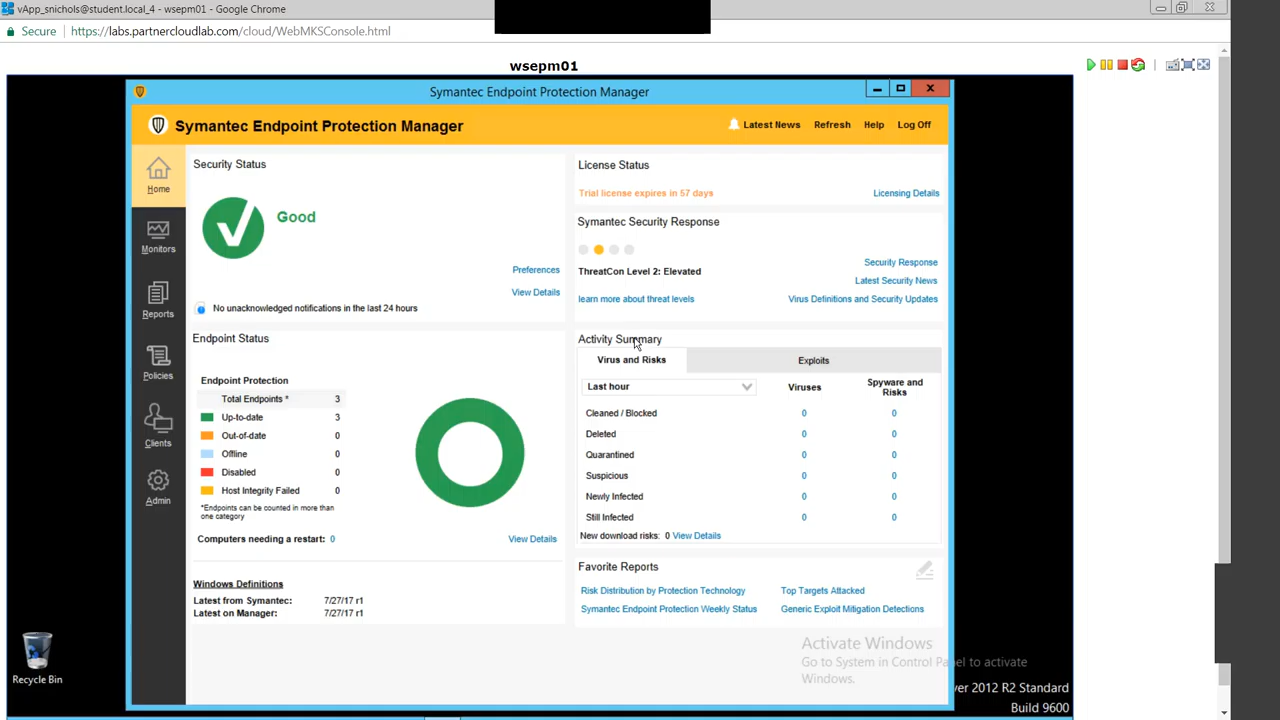 vApp_snichols@student.local_4 - wsepm01 - Google Chrome
Secure https://labs.partnercloudlab.com/cloud/WebMKSConsole.html
wsepm01
Symantec Endpoint Protection Manager
Symantec Endpoint Protection Manager
Latest News Refresh Help Log Off
Home
Monitors
Reports
Policies
Clients
Admin
Security Status
Good
Preferences
View Details
No unacknowledged notifications in the last 24 hours
License Status
Trial license expires in 57 days
Licensing Details
Symantec Security Response
ThreatCon Level 2: Elevated
learn more about threat levels
Security Response
Latest Security News
Virus Definitions and Security Updates
Endpoint Status
Endpoint Protection
Total Endpoints * 3
Up-to-date 3
Out-of-date 0
Offline 0
Disabled 0
Host Integrity Failed 0
*Endpoints can be counted in more than
one category
Computers needing a restart: 0
View Details
Windows Definitions
Latest from Symantec: 7/27/17 r1
Latest on Manager: 7/27/17 r1
Activity Summary
Virus and Risks Exploits
Last hour Viruses Spyware and
Risks
Cleaned / Blocked 0 0
Deleted 0 0
Quarantined 0 0
Suspicious 0 0
Newly Infected 0 0
Still Infected 0 0
New download risks: 0 View Details
Favorite Reports
Risk Distribution by Protection Technology Top Targets Attacked
Symantec Endpoint Protection Weekly Status Generic Exploit Mitigation Detections
Activate Windows
Go to System in Control Panel to activate
Windows.
Recycle Bin
ver 2012 R2 Standard
Build 9600